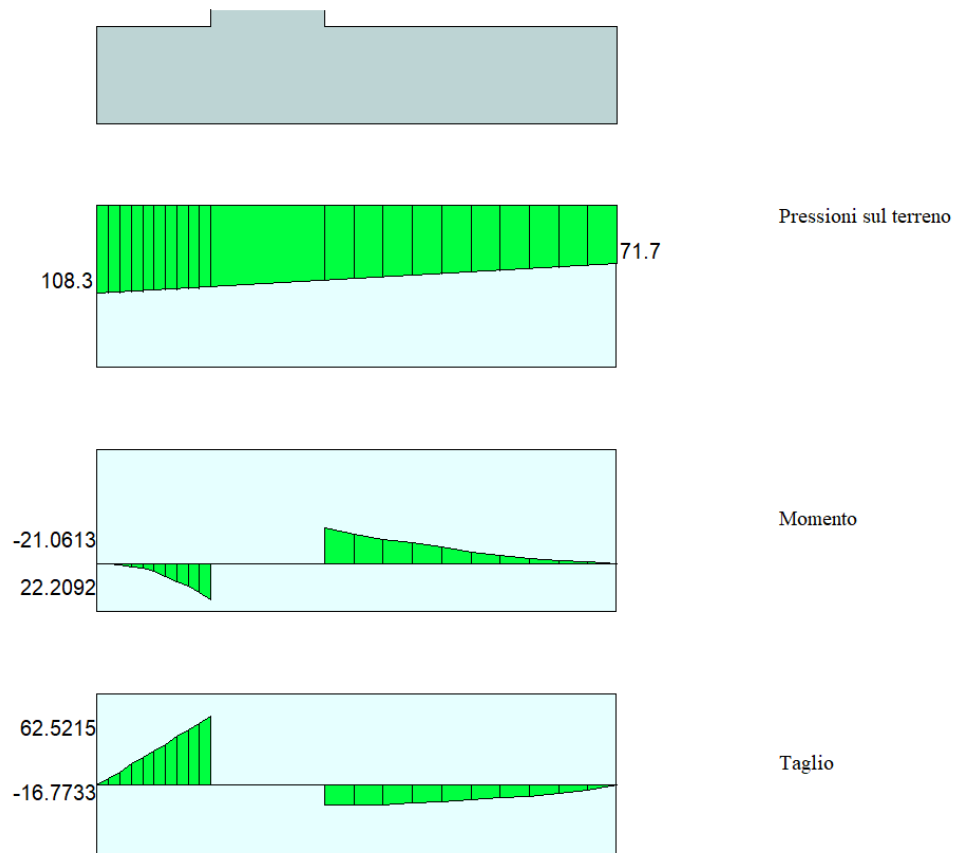 Pressioni sul terreno
71.7
108.3
Momento
-21.0613
22.2092
62.5215
Taglio
-16.7733